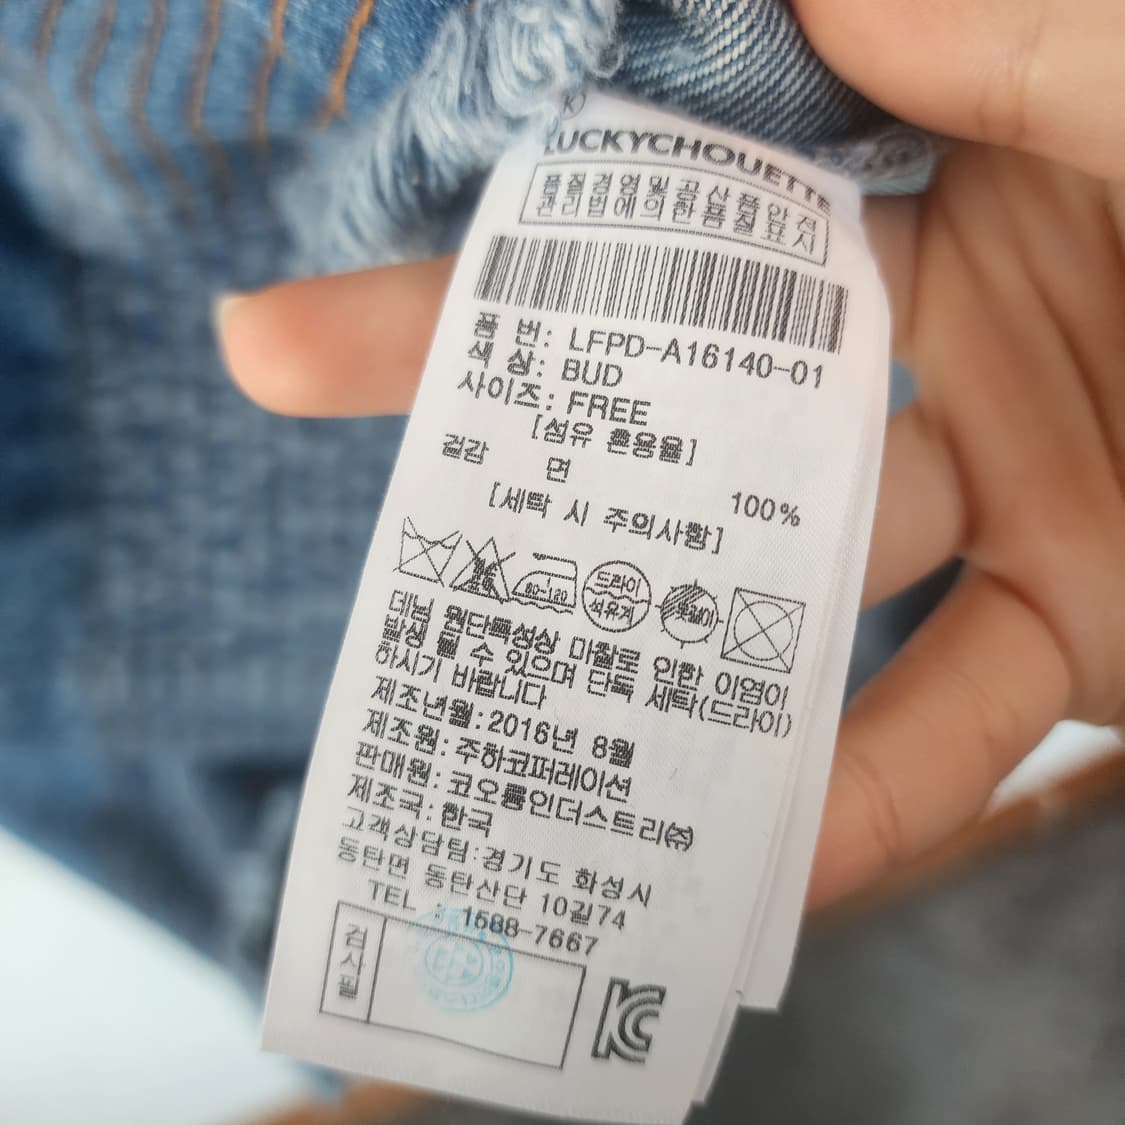 LUCKYCHOUETTE
품질경영 및 공산품안전
관리법에 의한 품질표시
품 번: LFPD-A16140-01
색 상: BUD
사이즈: FREE
[섬유 혼용율]
겉감 면 100%
[세탁 시 주의사항]
80-120 드라이 석유계 옷걸이
데님 원단특성상 마찰로 인한 이염이
발생 될 수 있으며 단독 세탁(드라이)
하시기 바랍니다
제조년월:2016년 8월
제조원: 주하코퍼레이션
판매원: 코오롱인더스트리㈜
제조국:한국
고객상담팀:경기도 화성시
동탄면 동탄산단 10길74
TEL : 1588-7667
검사필
KC